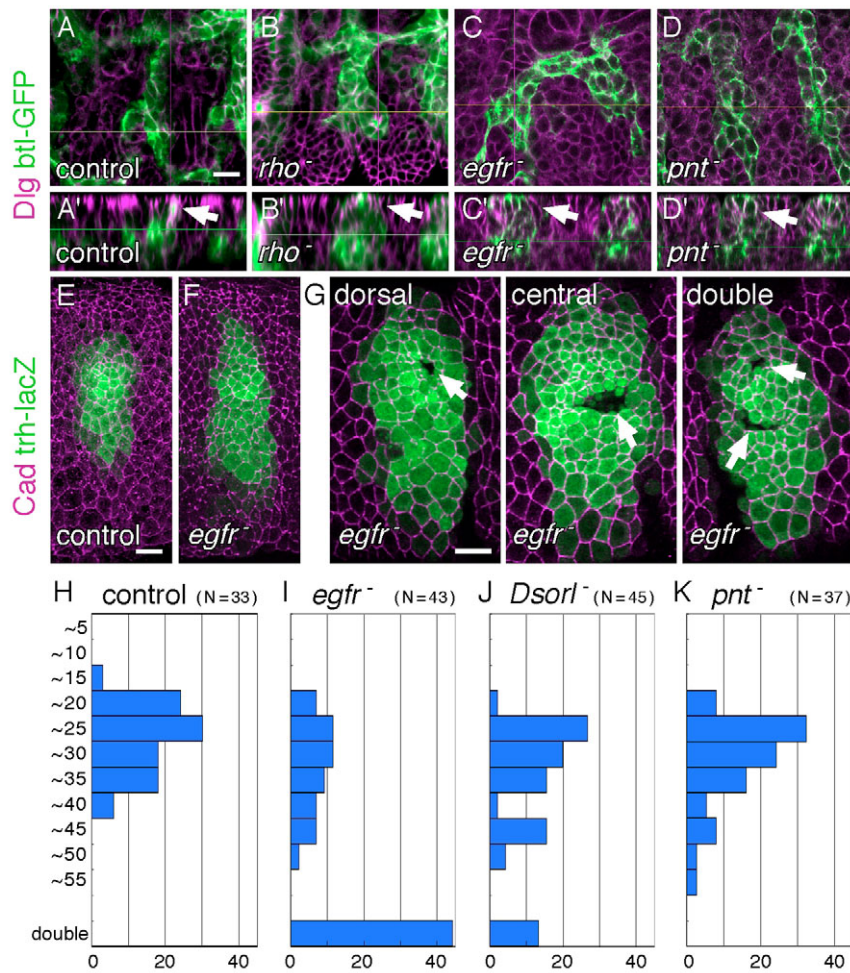 Dlg btl-GFP
A
control
B
rho -
C
egfr -
D
pnt -
A'
control
B'
rho -
C'
egfr -
D'
pnt -
Cad trh-lacZ
E
control
F
egfr -
G dorsal
egfr -
central
egfr -
double
egfr -
H control (N=33)
I egfr - (N=43)
J Dsorl - (N=45)
K pnt - (N=37)
~5
~10
~15
~20
~25
~30
~35
~40
~45
~50
~55
double
0 20 40
0 20 40
0 20 40
0 20 40